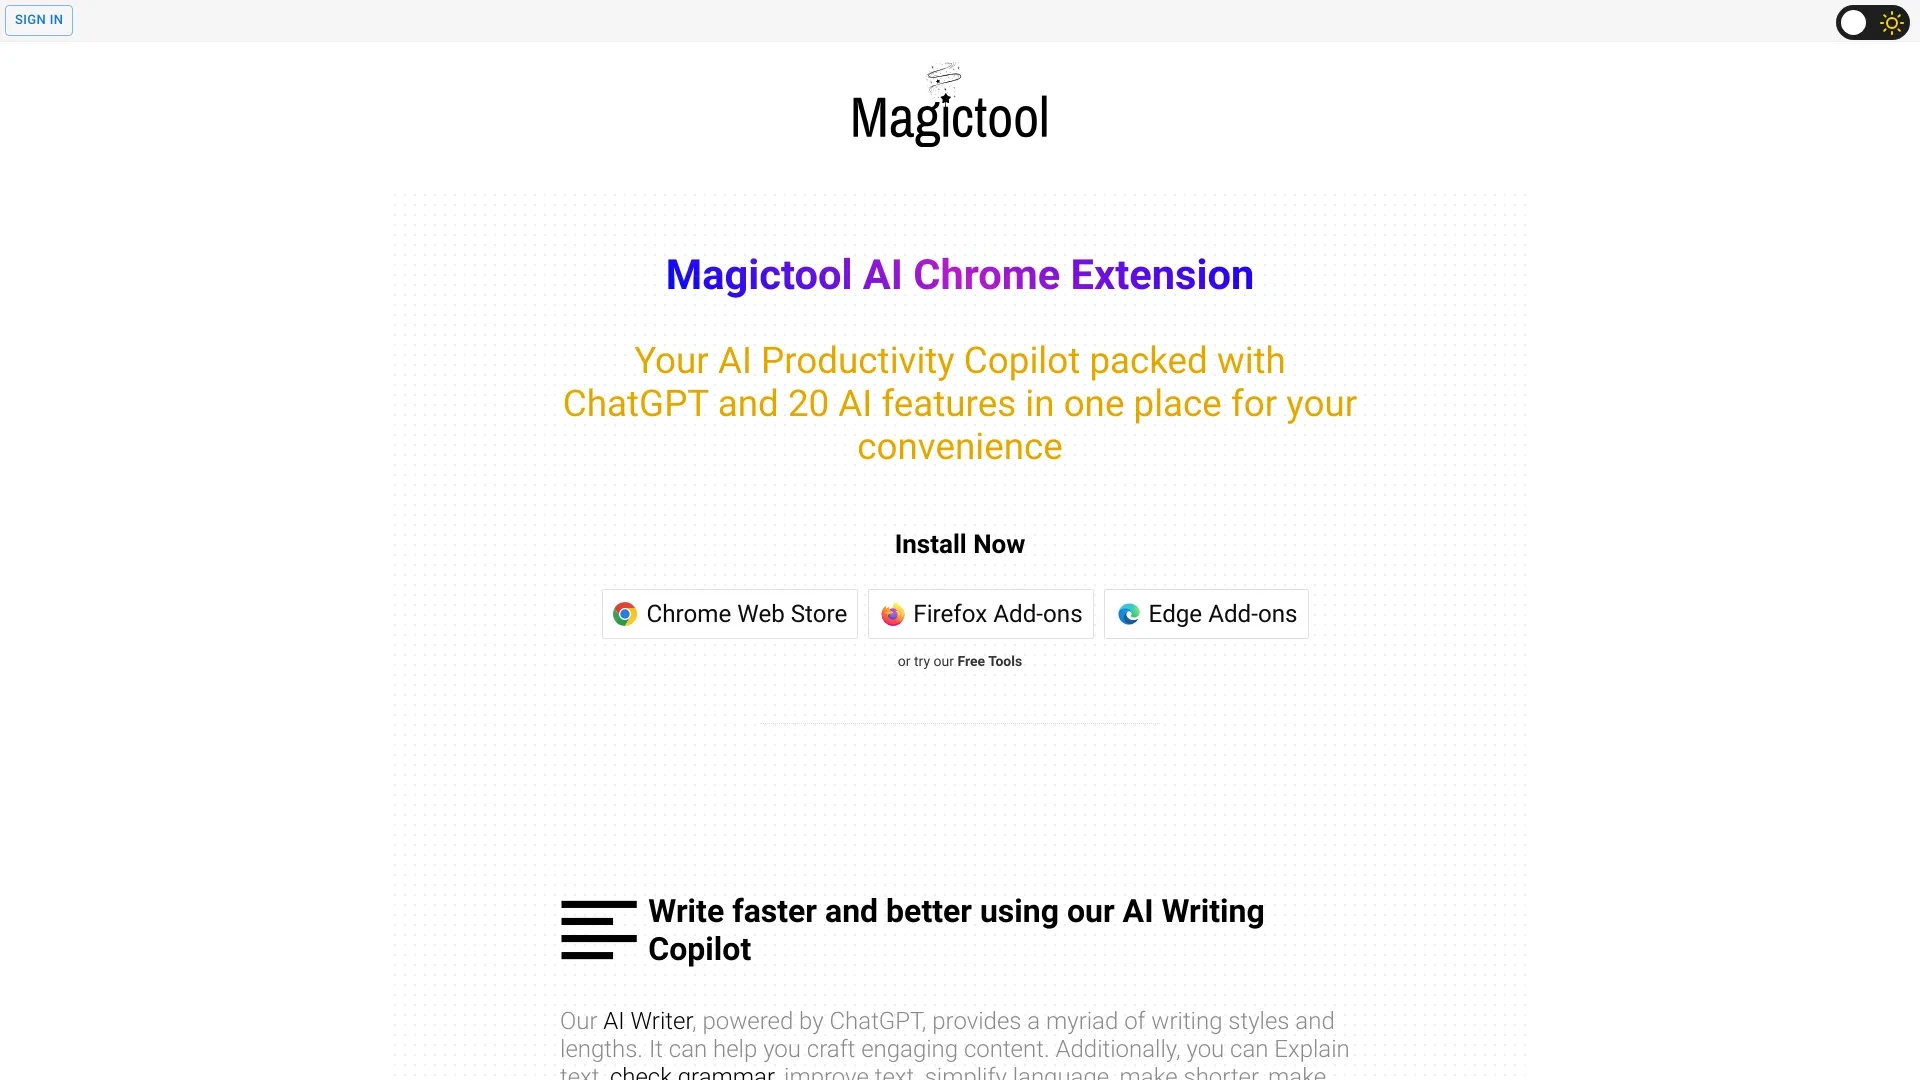 SIGN IN
Magictool
Magictool AI Chrome Extension
Your AI Productivity Copilot packed with
ChatGPT and 20 AI features in one place for your
convenience
Install Now
Chrome Web Store
Firefox Add-ons
Edge Add-ons
or try our Free Tools
Write faster and better using our AI Writing
Copilot
Our AI Writer, powered by ChatGPT, provides a myriad of writing styles and
lengths. It can help you craft engaging content. Additionally, you can Explain
text, check grammar, improve text, simplify language, make shorter, make